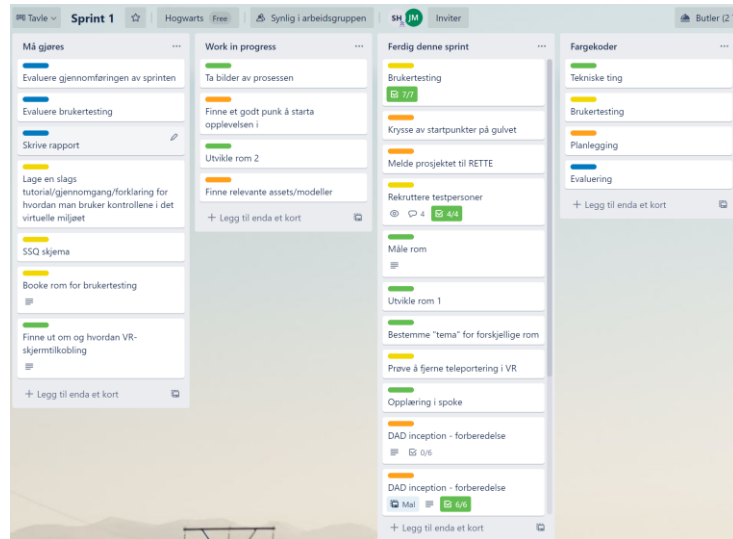 Tavle
Sprint 1
Hogwarts Free
Synlig i arbeidsgruppen
SH JM
Inviter
Butler (2
Må gjøres
Evaluere gjennomføringen av sprinten
Evaluere brukertesting
Skrive rapport
Lage en slags
tutorial/gjennomgang/forklaring for
hvordan man bruker kontrollene i det
virtuelle miljøet
SSQ skjema
Booke rom for brukertesting
Finne ut om og hvordan VR-
skjermtilkobling
+ Legg til enda et kort
Work in progress
Ta bilder av prosessen
Finne et godt punk å starta
opplevelsen i
Utvikle rom 2
Finne relevante assets/modeller
+ Legg til enda et kort
Ferdig denne sprint
Brukertesting
7/7
Krysse av startpunkter på gulvet
Melde prosjektet til RETTE
Rekruttere testpersoner
4 4/4
Måle rom
Utvikle rom 1
Bestemme "tema" for forskjellige rom
Prøve å fjerne teleportering i VR
Opplæring i spoke
DAD inception - forberedelse
0/6
DAD inception - forberedelse
Mal 6/6
+ Legg til enda et kort
Fargekoder
Tekniske ting
Brukertesting
Planlegging
Evaluering
+ Legg til enda et kort